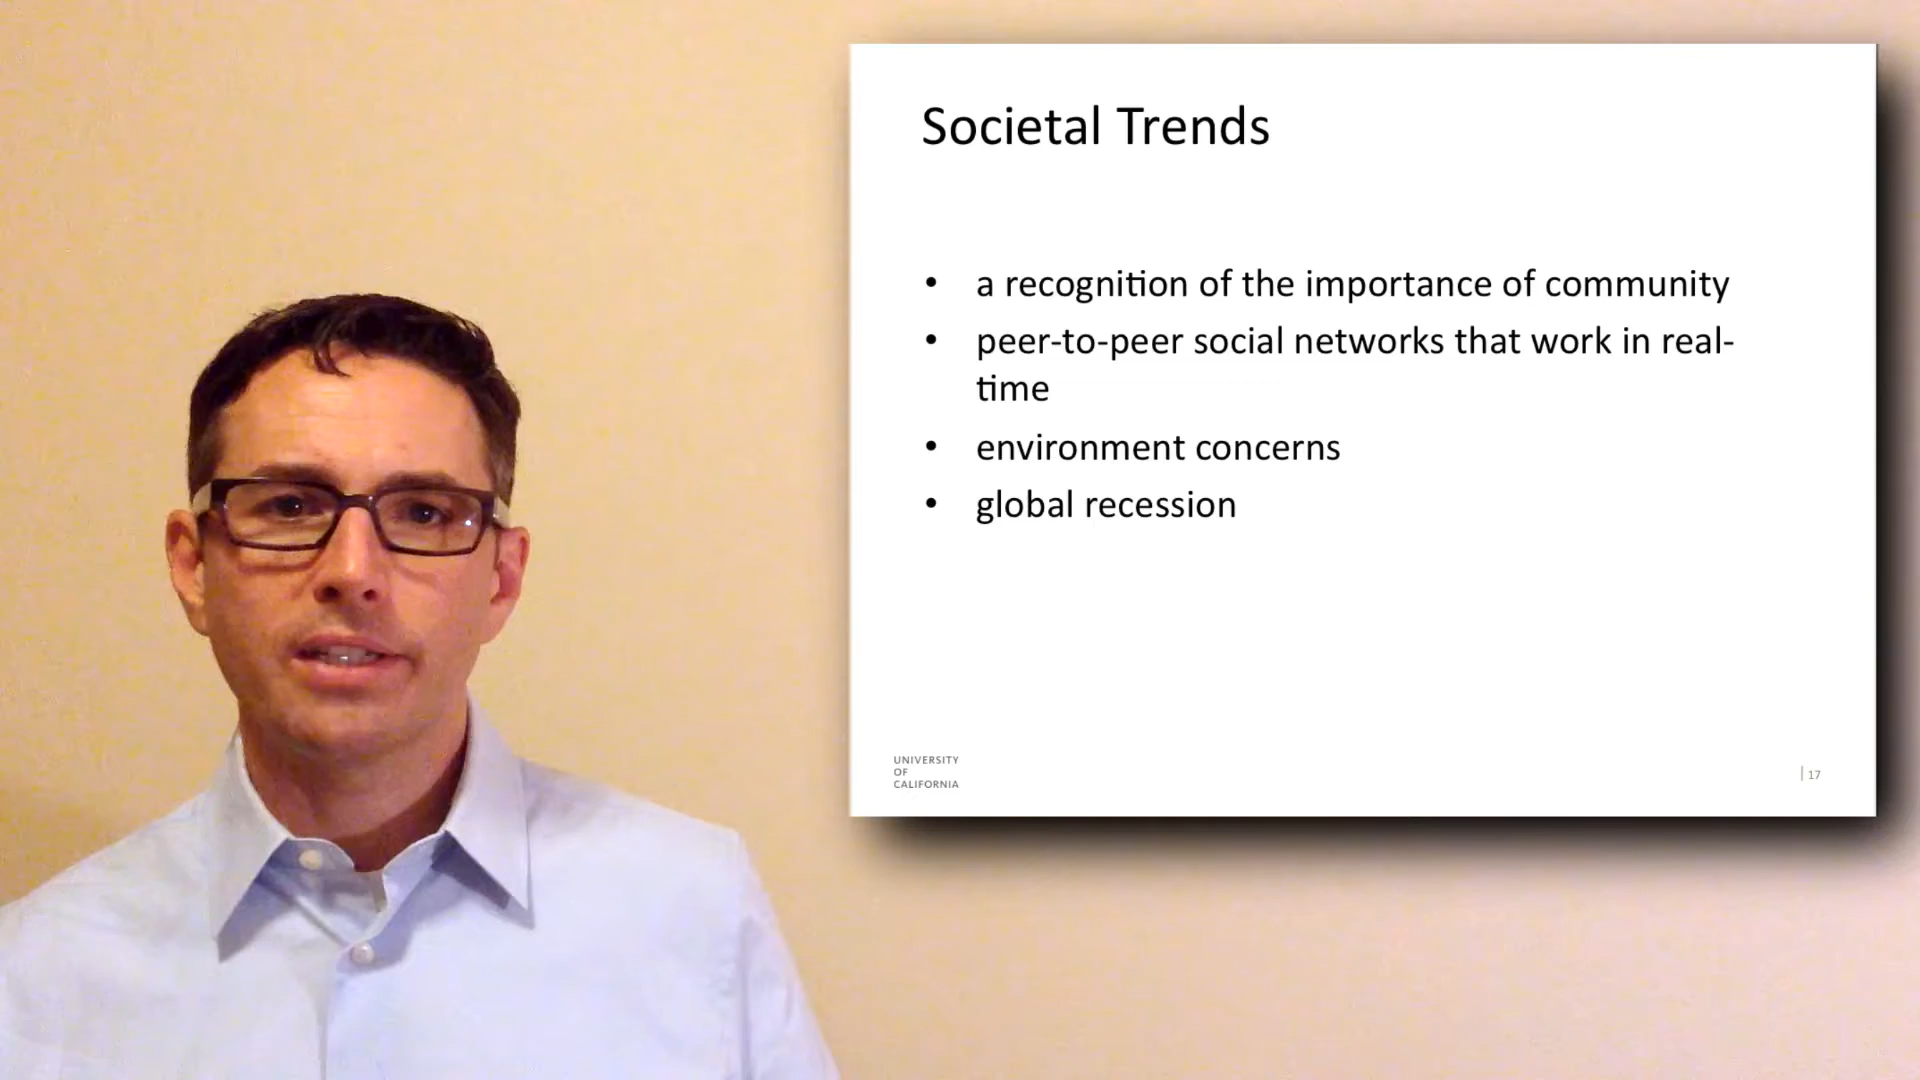 Societal Trends
• a recognition of the importance of community
• peer-to-peer social networks that work in real-
time
• environment concerns
• global recession
UNIVERSITY
OF
CALIFORNIA
17